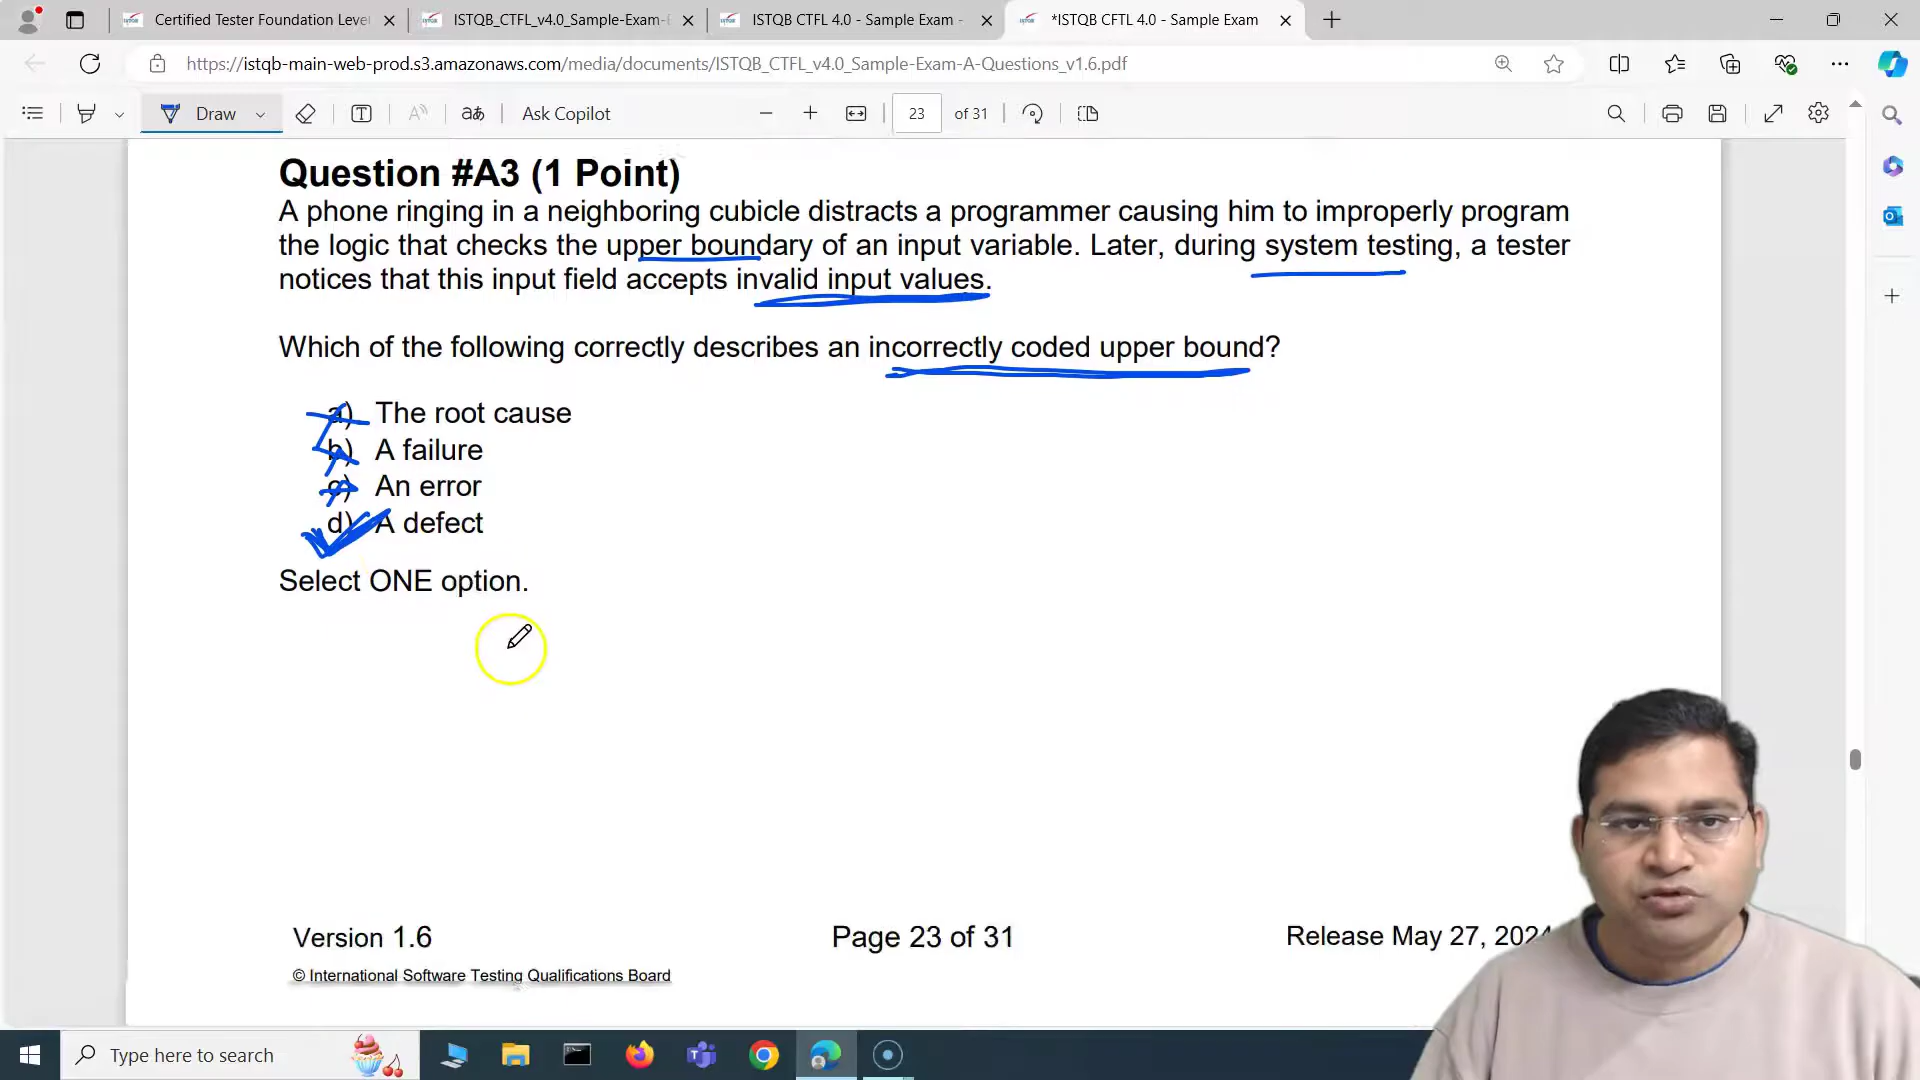 Certified Tester Foundation Leve
ISTQB_CTFL_v4.0_Sample-Exam-
ISTQB CTFL 4.0 - Sample Exam -
*ISTQB CFTL 4.0 - Sample Exam
https://istqb-main-web-prod.s3.amazonaws.com/media/documents/ISTQB_CTFL_v4.0_Sample-Exam-A-Questions_v1.6.pdf
Draw
Ask Copilot
23 of 31
Question #A3 (1 Point)
A phone ringing in a neighboring cubicle distracts a programmer causing him to improperly program
the logic that checks the upper boundary of an input variable. Later, during system testing, a tester
notices that this input field accepts invalid input values.
Which of the following correctly describes an incorrectly coded upper bound?
a) The root cause
b) A failure
c) An error
d) A defect
Select ONE option.
Version 1.6
Page 23 of 31
Release May 27, 2024
© International Software Testing Qualifications Board
Type here to search